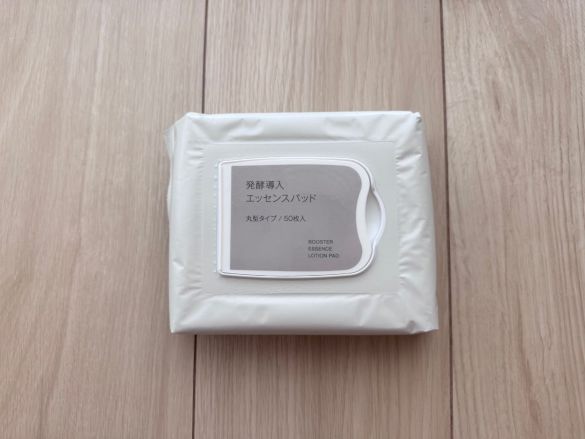 発酵導入
エッセンスパッド
丸型タイプ / 50枚入
BOOSTER
ESSENCE
LOTION PAD